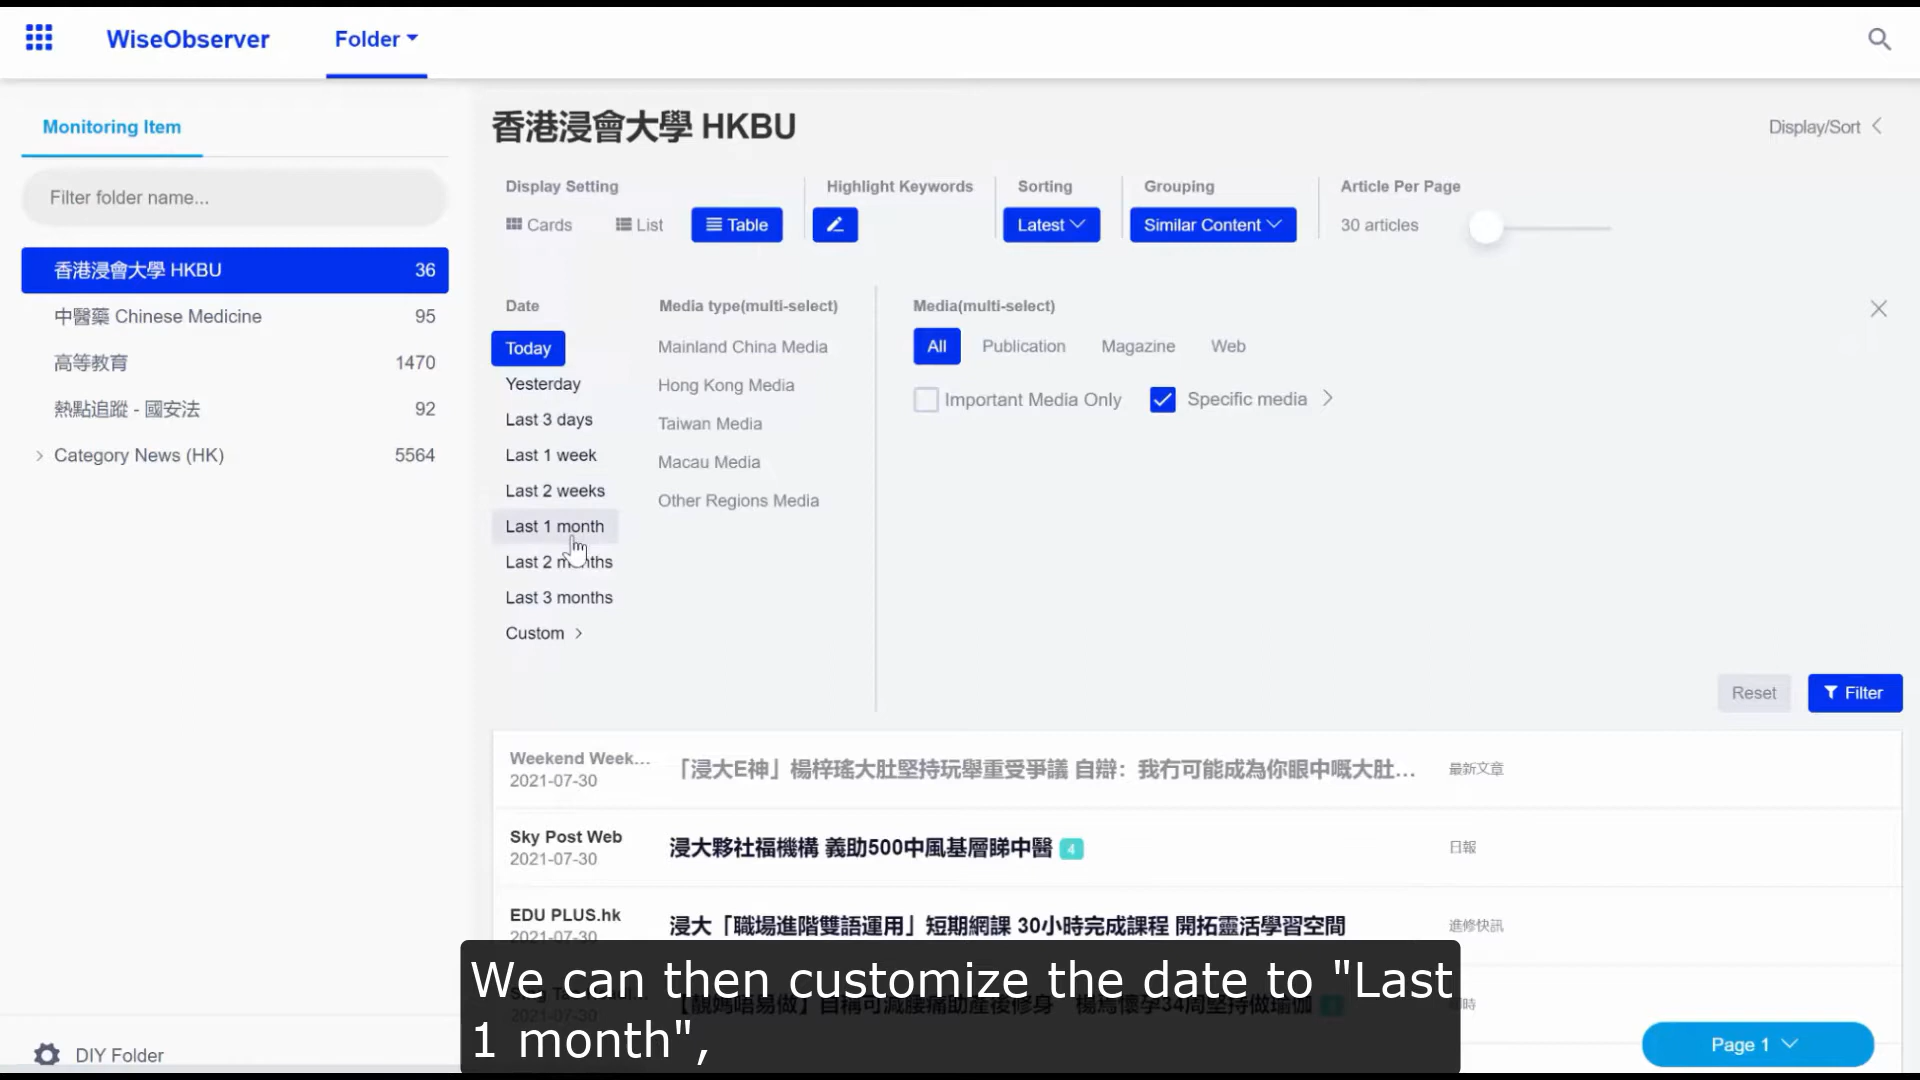 WiseObserver
Folder
Monitoring Item
Filter folder name...
香港浸會大學 HKBU 36
中醫藥 Chinese Medicine 95
高等教育 1470
熱點追蹤 - 國安法 92
Category News (HK) 5564
DIY Folder
香港浸會大學 HKBU
Display/Sort
Display Setting
Highlight Keywords
Sorting
Grouping
Article Per Page
Cards
List
Table
Latest
Similar Content
30 articles
Date
Today
Yesterday
Last 3 days
Last 1 week
Last 2 weeks
Last 1 month
Last 2 months
Last 3 months
Custom
Media type(multi-select)
Mainland China Media
Hong Kong Media
Taiwan Media
Macau Media
Other Regions Media
Media(multi-select)
All
Publication
Magazine
Web
Important Media Only
Specific media
Reset
Filter
Weekend Week...
2021-07-30
「浸大E神」楊梓瑤大肚堅持玩舉重受爭議 自辯：我冇可能成為你眼中嘅大肚...
最新文章
Sky Post Web
2021-07-30
浸大夥社福機構 義助500中風基層睇中醫 4
日報
EDU PLUS.hk
2021-07-30
浸大「職場進階雙語運用」短期網課 30小時完成課程 開拓靈活學習空間
進修快訊
Page 1
We can then customize the date to "Last
1 month",